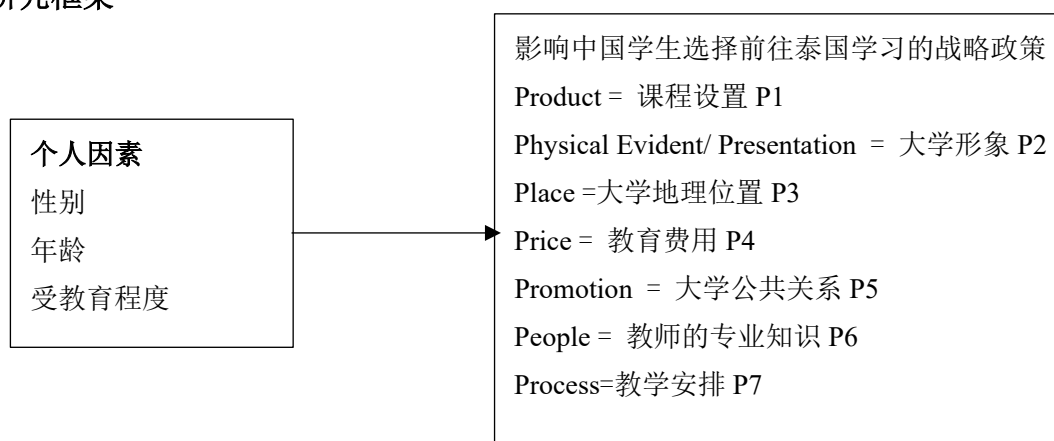 研究框架
个人因素
性别
年龄
受教育程度
影响中国学生选择前往泰国学习的战略政策
Product = 课程设置 P1
Physical Evident/ Presentation = 大学形象 P2
Place =大学地理位置 P3
Price = 教育费用 P4
Promotion = 大学公共关系 P5
People = 教师的专业知识 P6
Process=教学安排 P7